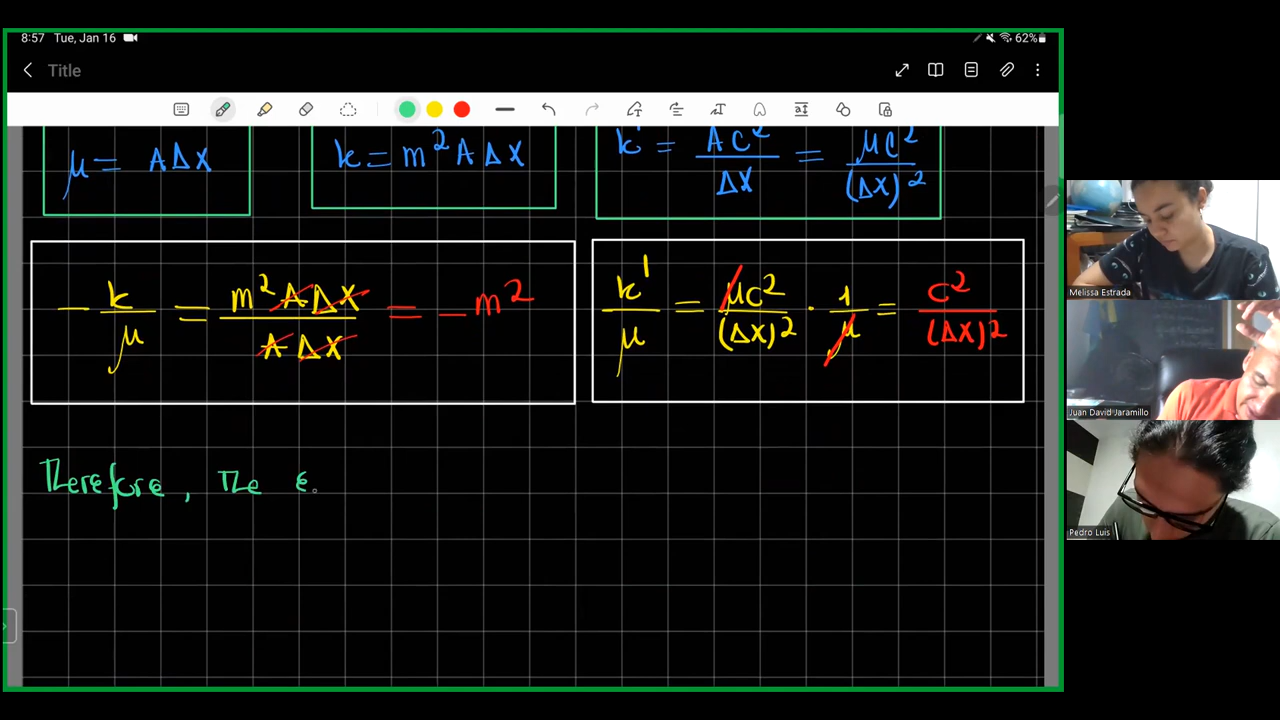 8:57 Tue, Jan 16 62%
Title
μ = AΔX
k = m²AΔX
k' = Ac²/ΔX = μc²/(ΔX)²
-k/μ = m²AΔX/AΔX = -m²
k'/μ = μc²/(ΔX)² · 1/μ = c²/(ΔX)²
Therefore, the e
Melissa Estrada
Juan David Jaramillo
Pedro Luis